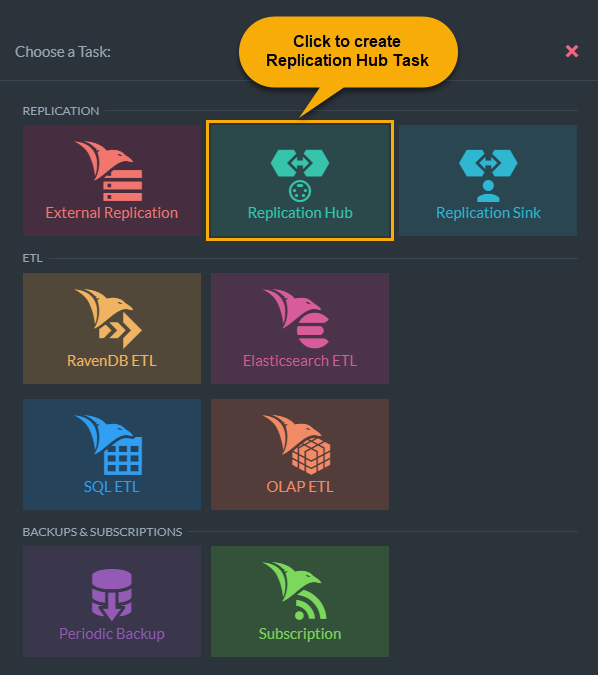 Choose a Task:
Click to create
Replication Hub Task
REPLICATION
External Replication
Replication Hub
Replication Sink
ETL
RavenDB ETL
Elasticsearch ETL
SQL ETL
OLAP ETL
BACKUPS & SUBSCRIPTIONS
Periodic Backup
Subscription